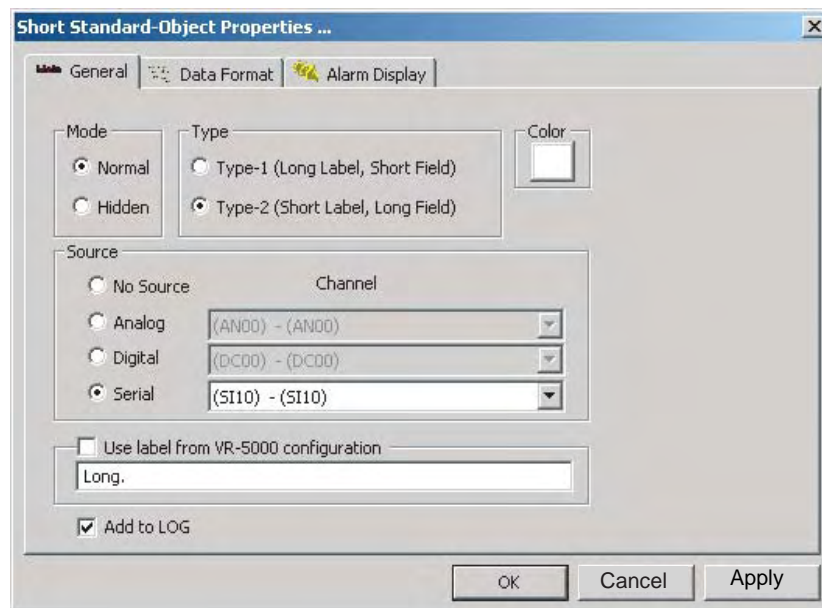 Short Standard-Object Properties ...
General
Data Format
Alarm Display
Mode
Normal
Hidden
Type
Type-1 (Long Label, Short Field)
Type-2 (Short Label, Long Field)
Color
Source
No Source
Channel
Analog
(AN00) - (AN00)
Digital
(DC00) - (DC00)
Serial
(SI10) - (SI10)
Use label from VR-5000 configuration
Long.
Add to LOG
OK
Cancel
Apply